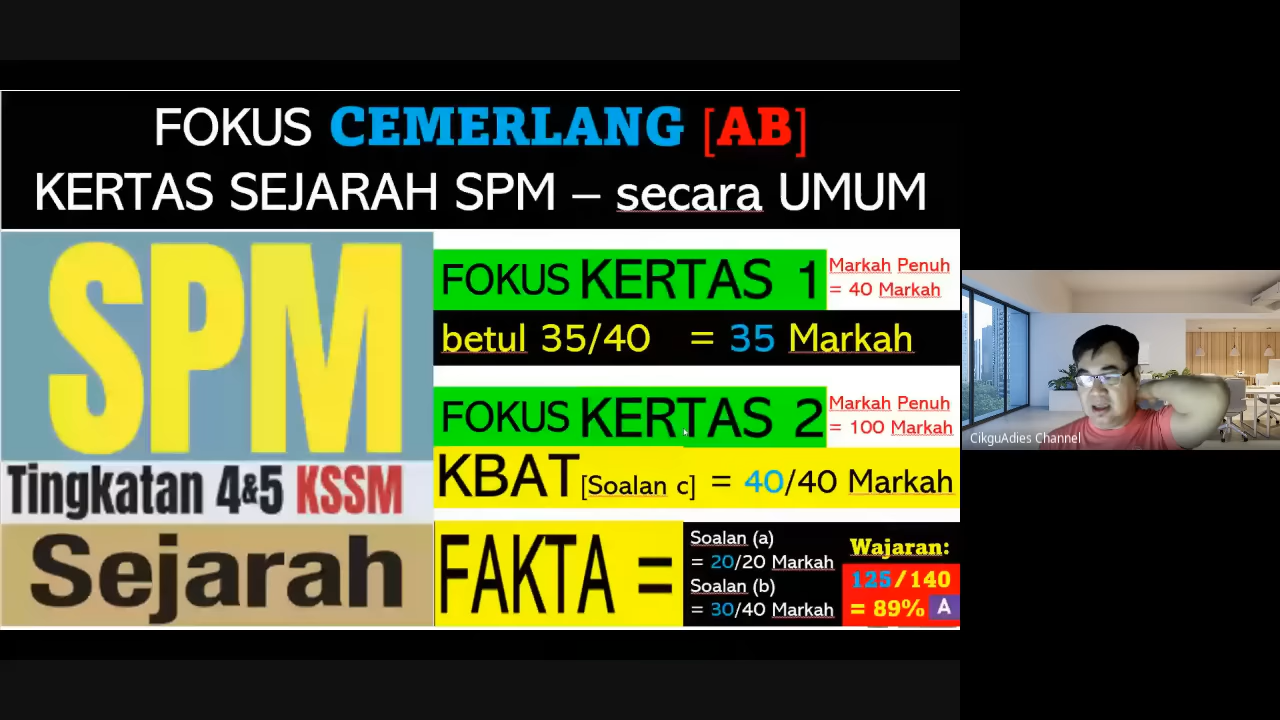 FOKUS CEMERLANG [AB]
KERTAS SEJARAH SPM – secara UMUM
SPM
Tingkatan 4&5 KSSM
Sejarah
FOKUS KERTAS 1
Markah Penuh
= 40 Markah
betul 35/40 = 35 Markah
FOKUS KERTAS 2
Markah Penuh
= 100 Markah
KBAT [Soalan c] = 40/40 Markah
FAKTA =
Soalan (a)
= 20/20 Markah
Soalan (b)
= 30/40 Markah
Wajaran:
125/140
= 89% A
CikguAdies Channel